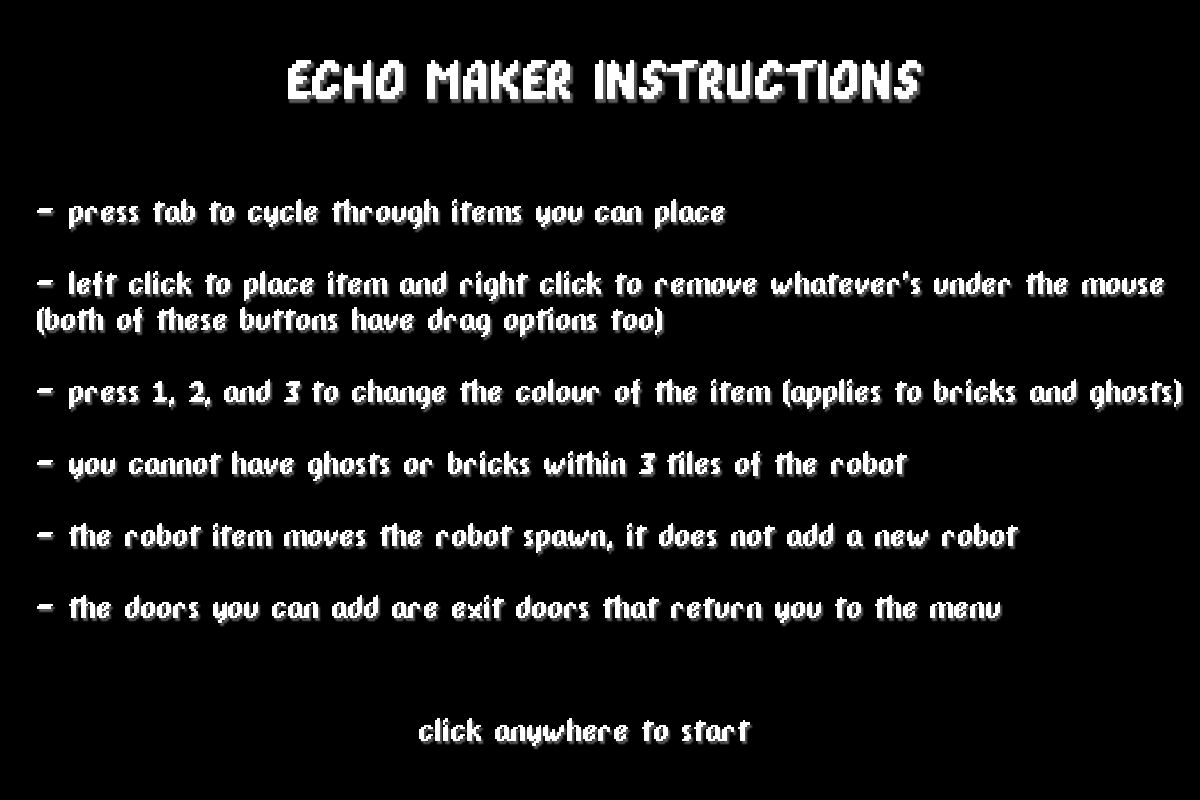 ECHO MAKER INSTRUCTIONS
- press tab to cycle through items you can place
- left click to place item and right click to remove whatever's under the mouse
(both of these buttons have drag options too)
- press 1, 2, and 3 to change the colour of the item (applies to bricks and ghosts)
- you cannot have ghosts or bricks within 3 tiles of the robot
- the robot item moves the robot spawn, it does not add a new robot
- the doors you can add are exit doors that return you to the menu
click anywhere to start